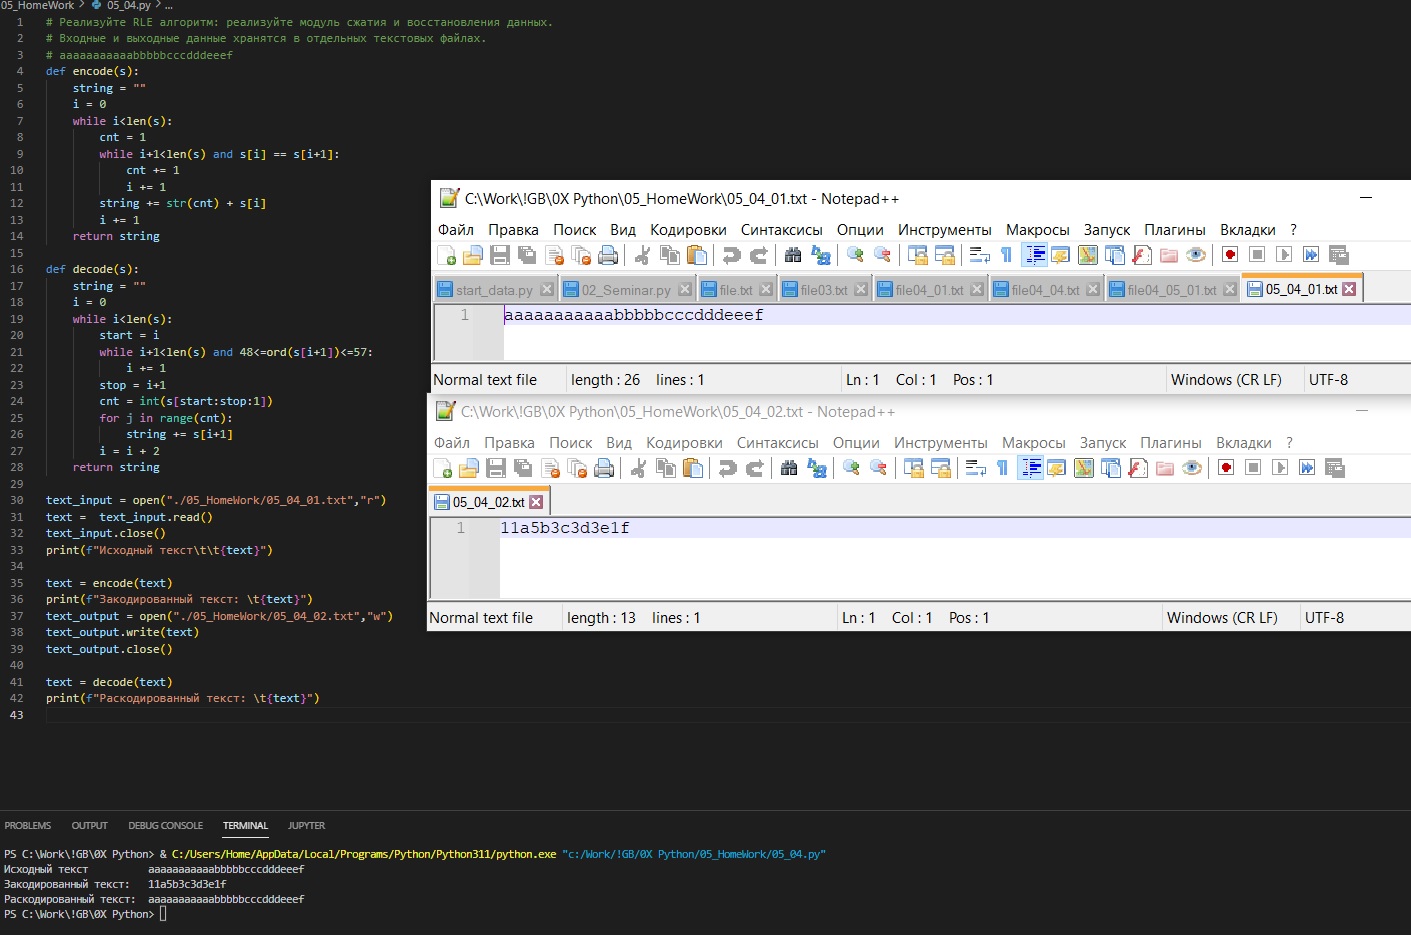 05_HomeWork > 05_04.py > ...
1 # Реализуйте RLE алгоритм: реализуйте модуль сжатия и восстановления данных.
2 # Входные и выходные данные хранятся в отдельных текстовых файлах.
3 # aaaaaaaaaaabbbbbcccdddeeef
4 def encode(s):
5 string = ""
6 i = 0
7 while i<len(s):
8 cnt = 1
9 while i+1<len(s) and s[i] == s[i+1]:
10 cnt += 1
11 i += 1
12 string += str(cnt) + s[i]
13 i += 1
14 return string
15
16 def decode(s):
17 string = ""
18 i = 0
19 while i<len(s):
20 start = i
21 while i+1<len(s) and 48<=ord(s[i+1])<=57:
22 i += 1
23 stop = i+1
24 cnt = int(s[start:stop:1])
25 for j in range(cnt):
26 string += s[i+1]
27 i = i + 2
28 return string
29
30 text_input = open("./05_HomeWork/05_04_01.txt","r")
31 text =  text_input.read()
32 text_input.close()
33 print(f"Исходный текст\t\t{text}")
34
35 text = encode(text)
36 print(f"Закодированный текст: \t{text}")
37 text_output = open("./05_HomeWork/05_04_02.txt","w")
38 text_output.write(text)
39 text_output.close()
40
41 text = decode(text)
42 print(f"Раскодированный текст: \t{text}")
43
C:\Work\!GB\0X Python\05_HomeWork\05_04_01.txt - Notepad++
Файл Правка Поиск Вид Кодировки Синтаксисы Опции Инструменты Макросы Запуск Плагины Вкладки ?
start_data.py 02_Seminar.py file.txt file03.txt file04_01.txt file04_04.txt file04_05_01.txt 05_04_01.txt
1 aaaaaaaaaaabbbbbcccdddeeef
Normal text file length : 26 lines : 1 Ln : 1 Col : 1 Pos : 1 Windows (CR LF) UTF-8
C:\Work\!GB\0X Python\05_HomeWork\05_04_02.txt - Notepad++
Файл Правка Поиск Вид Кодировки Синтаксисы Опции Инструменты Макросы Запуск Плагины Вкладки ?
05_04_02.txt
1 11a5b3c3d3e1f
Normal text file length : 13 lines : 1 Ln : 1 Col : 1 Pos : 1 Windows (CR LF) UTF-8
PROBLEMS OUTPUT DEBUG CONSOLE TERMINAL JUPYTER
PS C:\Work\!GB\0X Python> & C:/Users/Home/AppData/Local/Programs/Python/Python311/python.exe "c:/Work/!GB/0X Python/05_HomeWork/05_04.py"
Исходный текст aaaaaaaaaaabbbbbcccdddeeef
Закодированный текст: 11a5b3c3d3e1f
Раскодированный текст: aaaaaaaaaaabbbbbcccdddeeef
PS C:\Work\!GB\0X Python>